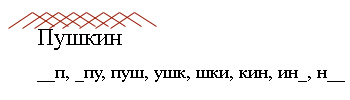 Пушкин
__п, _пу, пуш, ушк, шки, кин, ин_, н__